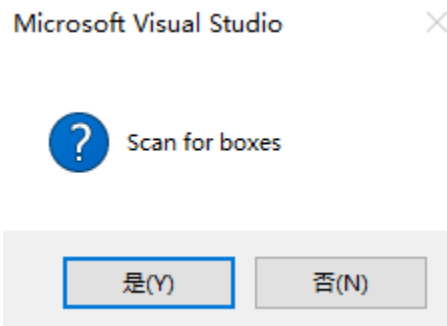 Microsoft Visual Studio
Scan for boxes
是(Y)
否(N)